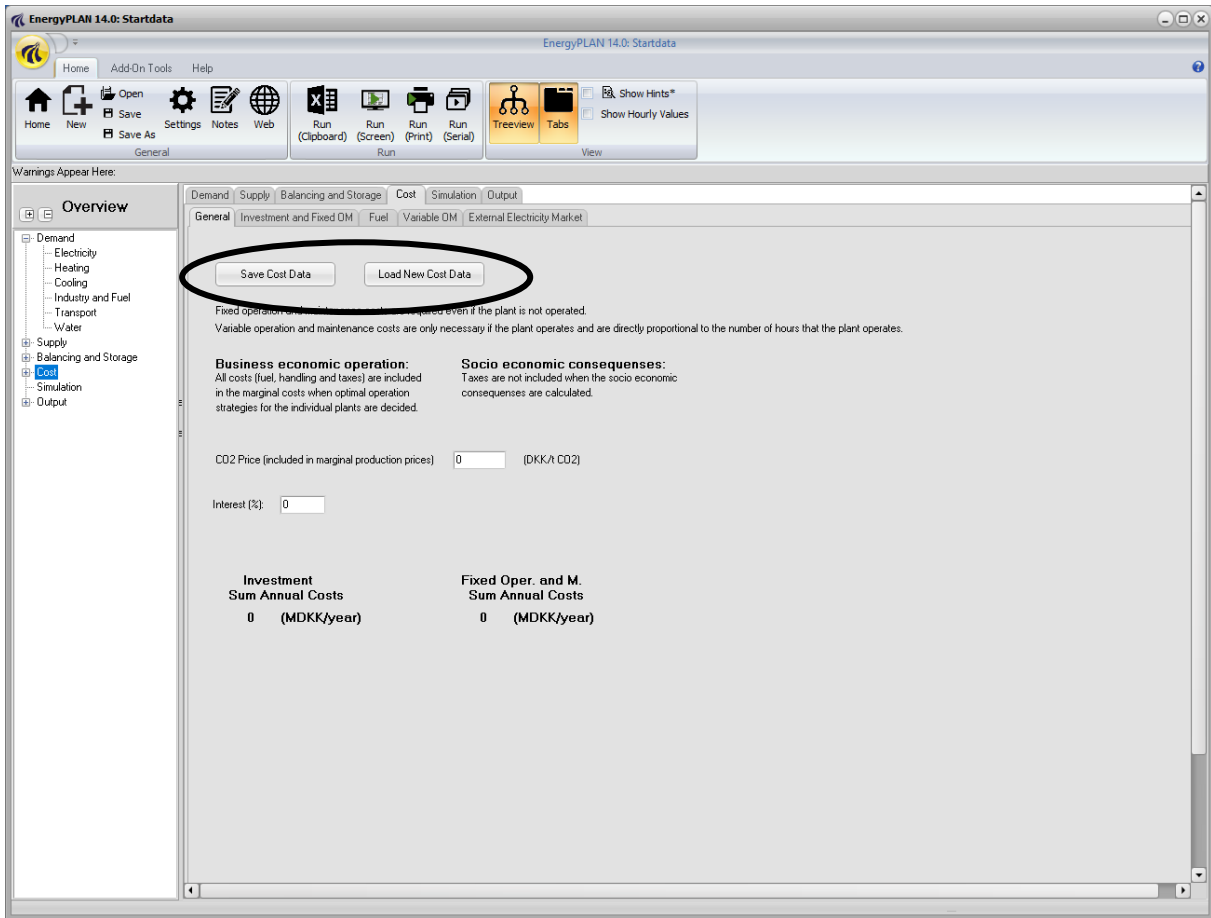 EnergyPLAN 14.0: Startdata
EnergyPLAN 14.0: Startdata
Home Add-On Tools Help
Home New Open Save Save As Settings Notes Web Run (Clipboard) Run (Screen) Run (Print) Run (Serial) Treeview Tabs Show Hints* Show Hourly Values
General Run View
Warnings Appear Here:
Overview
Demand
Electricity
Heating
Cooling
Industry and Fuel
Transport
Water
Supply
Balancing and Storage
Cost
Simulation
Output
Demand Supply Balancing and Storage Cost Simulation Output
General Investment and Fixed OM Fuel Variable OM External Electricity Market
Save Cost Data Load New Cost Data
Fixed operation and maintenance costs are required even if the plant is not operated.
Variable operation and maintenance costs are only necessary if the plant operates and are directly proportional to the number of hours that the plant operates.
Business economic operation:
All costs (fuel, handling and taxes) are included
in the marginal costs when optimal operation
strategies for the individual plants are decided.
Socio economic consequenses:
Taxes are not included when the socio economic
consequenses are calculated.
CO2 Price (included in marginal production prices) 0 (DKK/t CO2)
Interest (%): 0
Investment
Sum Annual Costs
0 (MDKK/year)
Fixed Oper. and M.
Sum Annual Costs
0 (MDKK/year)